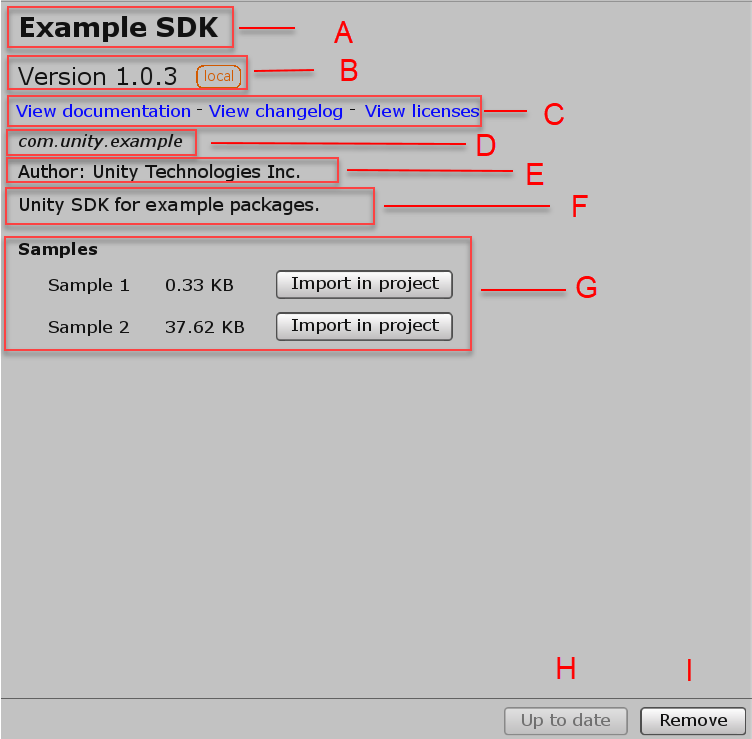 Example SDK A
Version 1.0.3 local B
View documentation - View changelog - View licenses C
com.unity.example D
Author: Unity Technologies Inc. E
Unity SDK for example packages. F
Samples
Sample 1 0.33 KB Import in project G
Sample 2 37.62 KB Import in project
H I
Up to date Remove